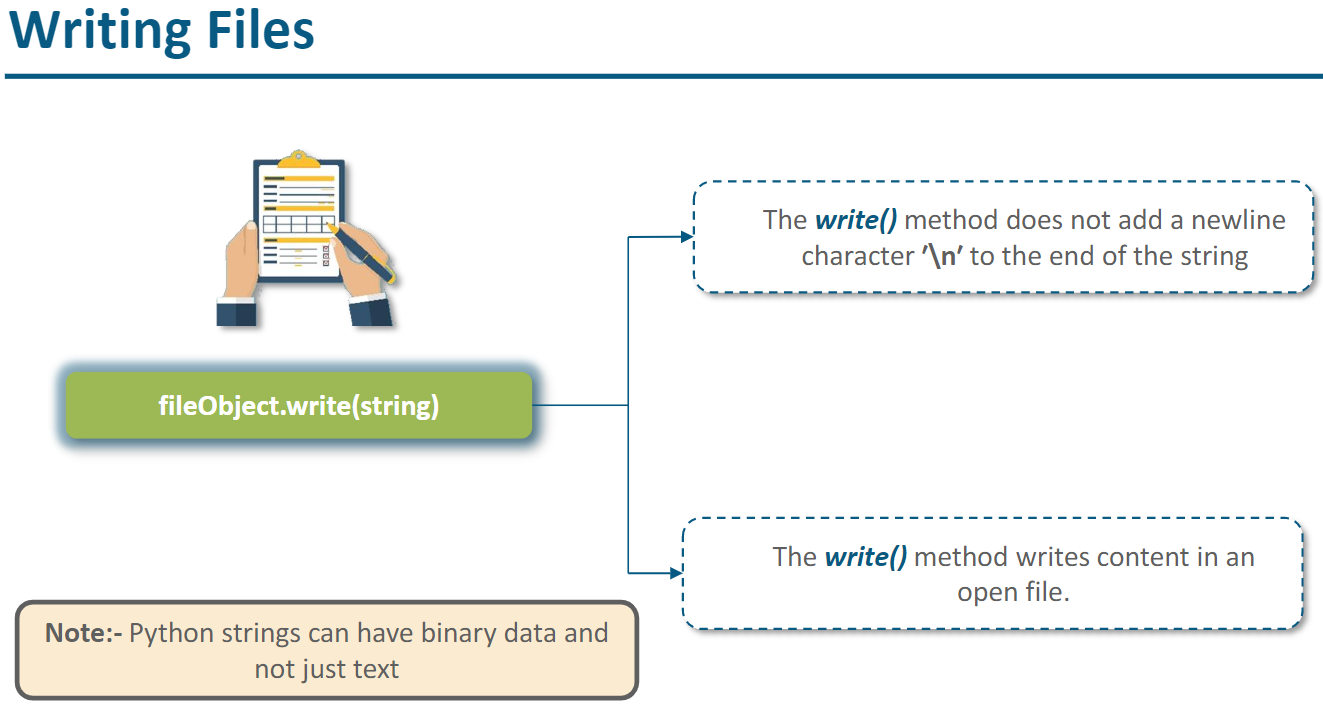 Writing Files
The write() method does not add a newline
character ’\n’ to the end of the string
fileObject.write(string)
The write() method writes content in an
open file.
Note:- Python strings can have binary data and
not just text